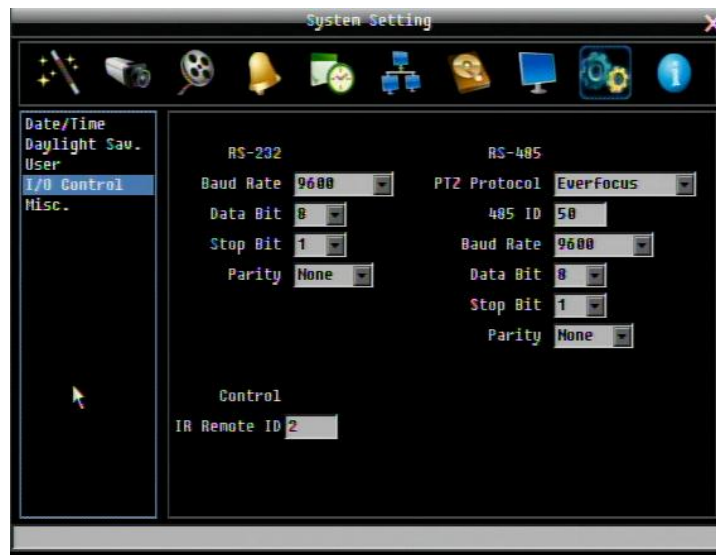 System Setting
X
Date/Time
Daylight Sav.
User
I/O Control
Misc.
RS-232
Baud Rate 9600
Data Bit 8
Stop Bit 1
Parity None
RS-485
PTZ Protocol EverFocus
485 ID 50
Baud Rate 9600
Data Bit 8
Stop Bit 1
Parity None
Control
IR Remote ID 2